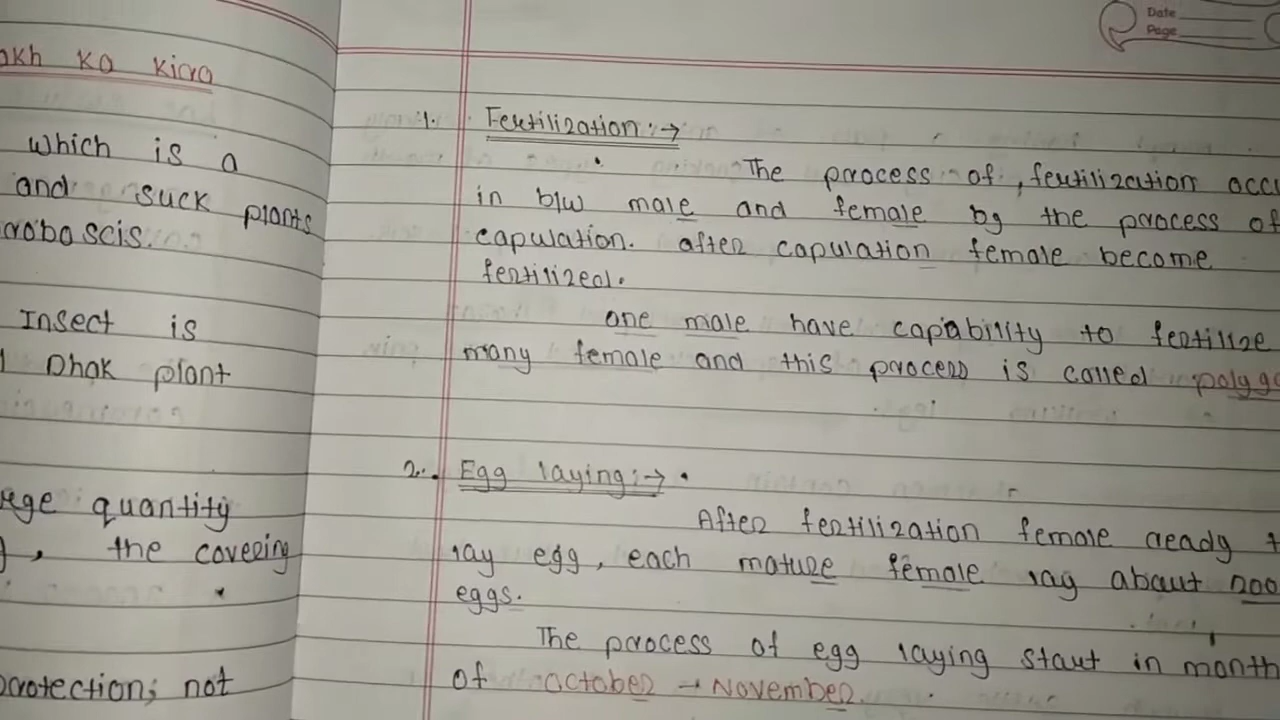 Kh Ka Kira
Which is a
and suck plants
roboscis.
Insect is
Dhak plant
quantity
, the covering
protection; not
Date
Page
1. Fertilization :→
The process of, fertilization
in b/w male and female by the process of
capulation. after capulation female become
fertilized.
one male have capability to fertilize
many female and this process is called
2. Egg laying :→
After fertilization female ready
lay egg, each mature female lay about 200
eggs.
The process of egg laying start in month
of October → November.